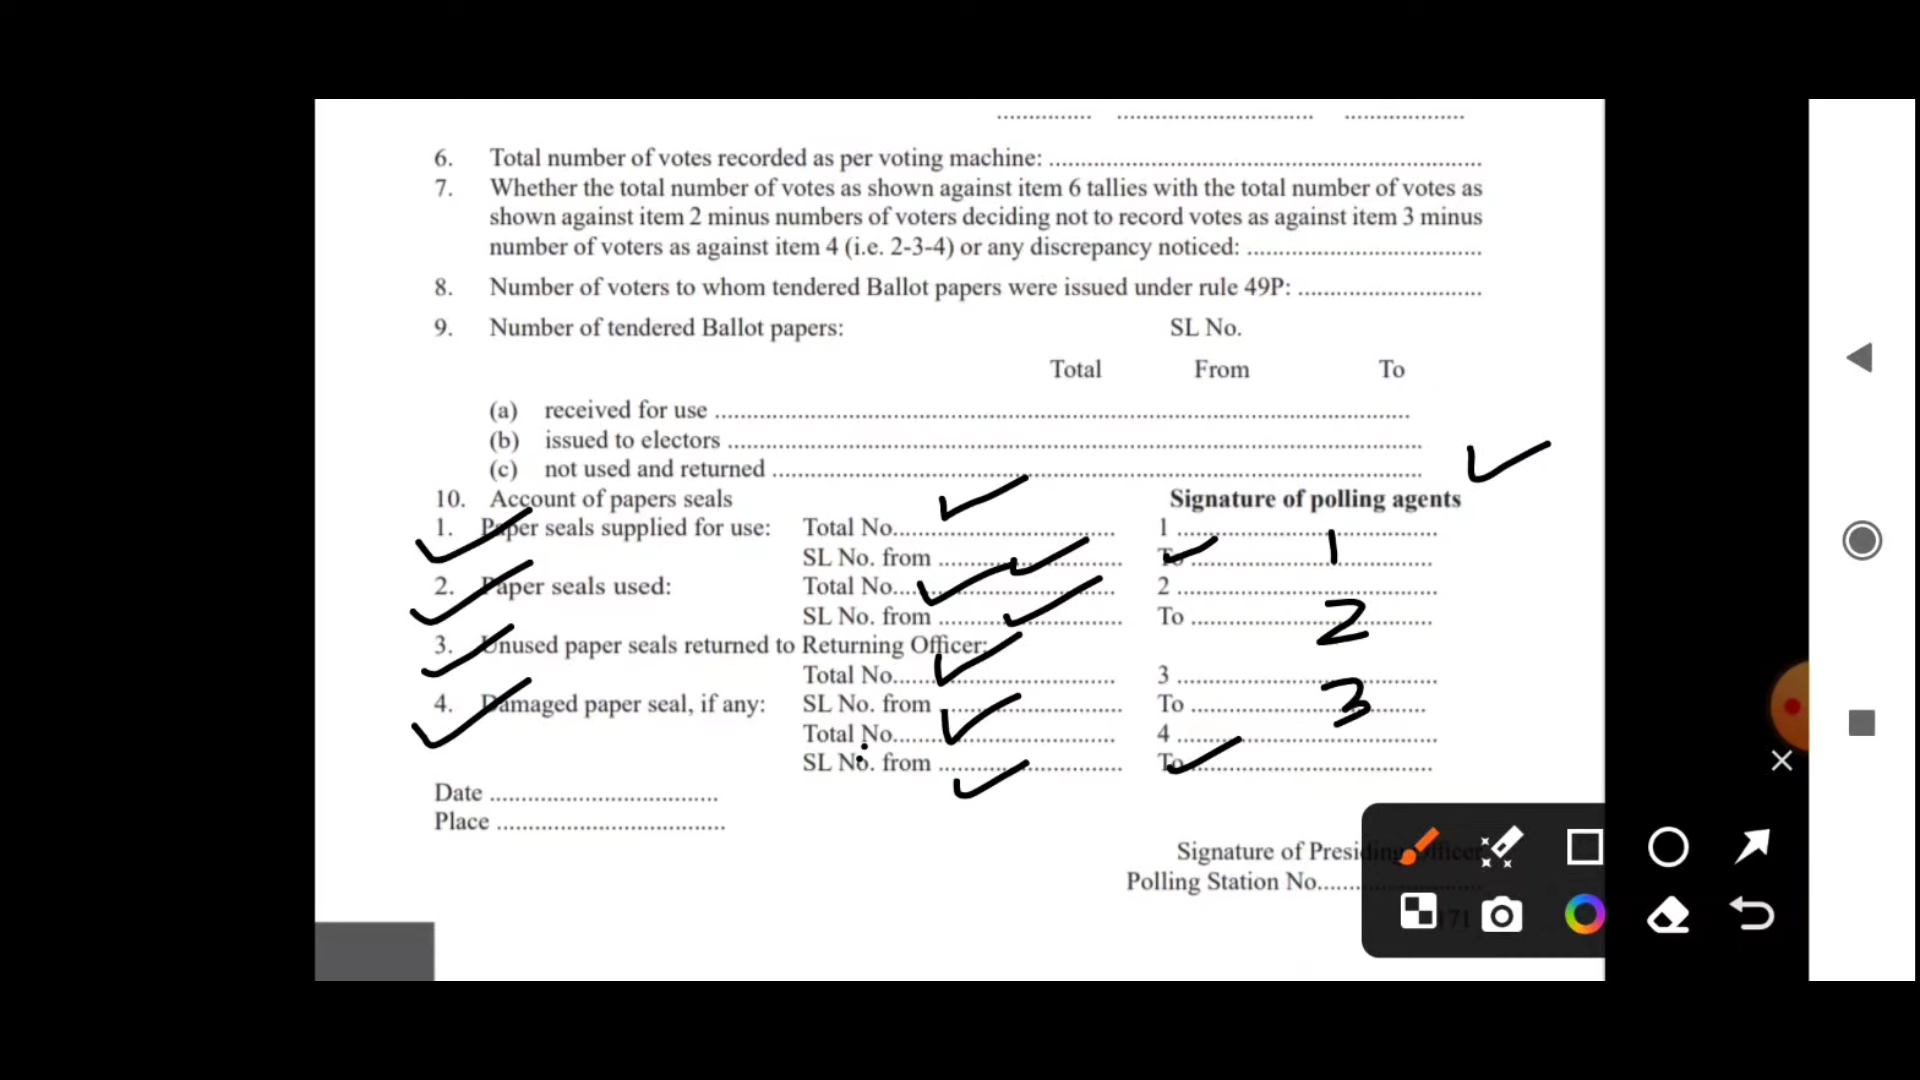 6. Total number of votes recorded as per voting machine: ........................................
7. Whether the total number of votes as shown against item 6 tallies with the total number of votes as
shown against item 2 minus numbers of voters deciding not to record votes as against item 3 minus
number of voters as against item 4 (i.e. 2-3-4) or any discrepancy noticed: ........................
8. Number of voters to whom tendered Ballot papers were issued under rule 49P: ....................
9. Number of tendered Ballot papers: SL No.
Total From To
(a) received for use ........................................
(b) issued to electors ........................................
(c) not used and returned ........................................
10. Account of papers seals Signature of polling agents
1. Paper seals supplied for use: Total No.................... 1 ....................
SL No. from .................... To .................... 1
2. Paper seals used: Total No.................... 2 ....................
SL No. from .................... To .................... 2
3. Unused paper seals returned to Returning Officer:
Total No.................... 3 ....................
4. Damaged paper seal, if any: SL No. from .................... To .................... 3
Total No.................... 4 ....................
SL No. from .................... To ....................
Date ....................
Place ....................
Signature of Presiding Officer
Polling Station No....................
171